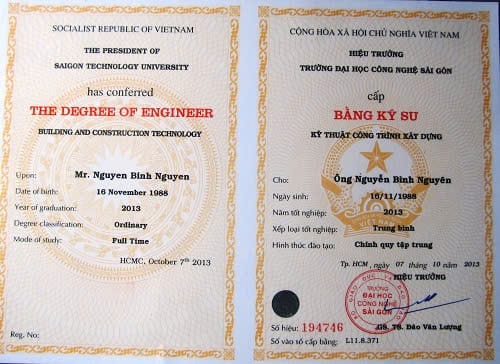 SOCIALIST REPUBLIC OF VIETNAM
THE PRESIDENT OF
SAIGON TECHNOLOGY UNIVERSITY
has conferred
THE DEGREE OF ENGINEER
BUILDING AND CONSTRUCTION TECHNOLOGY
Upon: Mr. Nguyen Binh Nguyen
Date of birth: 16 November 1988
Year of graduation: 2013
Degree classification: Ordinary
Mode of study: Full Time
HCMC, October 7th 2013
Reg. No:
CỘNG HÒA XÃ HỘI CHỦ NGHĨA VIỆT NAM
HIỆU TRƯỞNG
TRƯỜNG ĐẠI HỌC CÔNG NGHỆ SÀI GÒN
cấp
BẰNG KỸ SƯ
KỸ THUẬT CÔNG TRÌNH XÂY DỰNG
VIỆT NAM
Cho: Ông Nguyễn Bình Nguyên
Ngày sinh: 16/11/1988
Năm tốt nghiệp: 2013
Xếp loại tốt nghiệp: Trung bình
Hình thức đào tạo: Chính quy tập trung
Tp. HCM, ngày 07 tháng 10 năm 2013
HIỆU TRƯỞNG
TRƯỜNG
ĐẠI HỌC
CÔNG NGHỆ
SÀI GÒN
GS. TS. Đào Văn Lượng
Số hiệu: 194746
Số vào sổ cấp bằng: L11.8.371